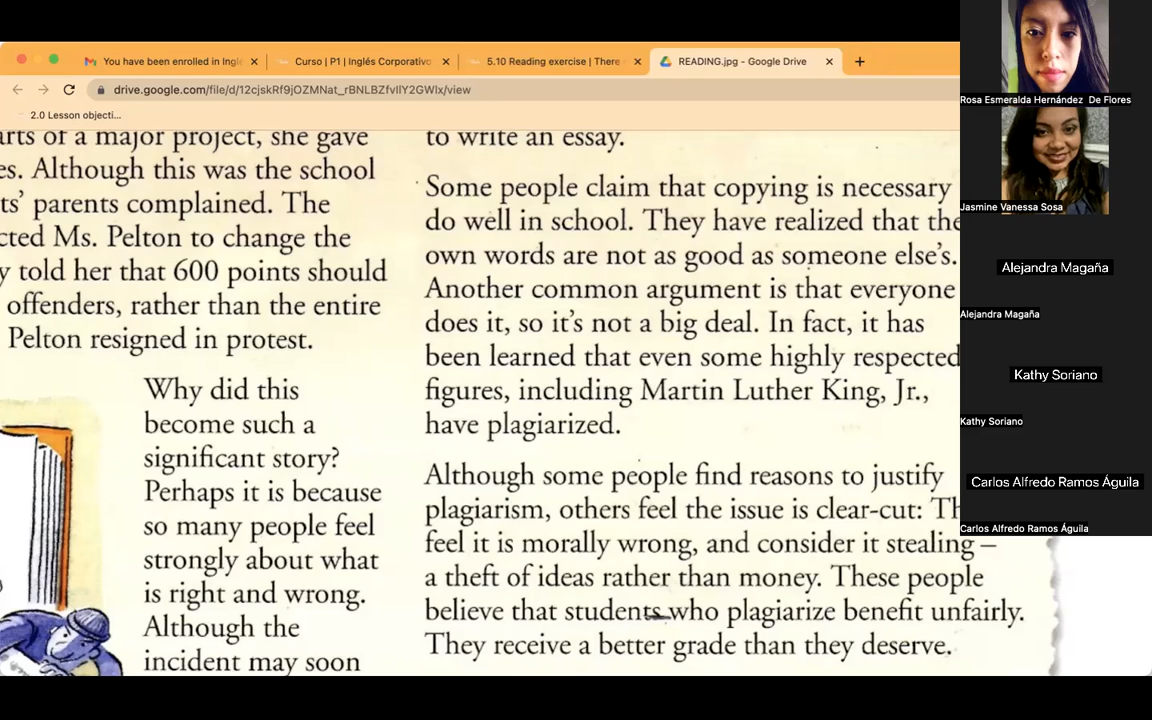 You have been enrolled in Ingl
Curso | P1 | Inglés Corporativo
5.10 Reading exercise | There
READING.jpg - Google Drive
drive.google.com/file/d/12cjskRf9jOZMNat_rBNLBZfvIlY2GWlx/view
2.0 Lesson objecti...
arts of a major project, she gave
es. Although this was the school
ts' parents complained. The
cted Ms. Pelton to change the
y told her that 600 points should
offenders, rather than the entire
Pelton resigned in protest.
Why did this
become such a
significant story?
Perhaps it is because
so many people feel
strongly about what
is right and wrong.
Although the
incident may soon
to write an essay.
Some people claim that copying is necessary
do well in school. They have realized that the
own words are not as good as someone else's.
Another common argument is that everyone
does it, so it's not a big deal. In fact, it has
been learned that even some highly respected
figures, including Martin Luther King, Jr.,
have plagiarized.
Although some people find reasons to justify
plagiarism, others feel the issue is clear-cut: Th
feel it is morally wrong, and consider it stealing –
a theft of ideas rather than money. These people
believe that students who plagiarize benefit unfairly.
They receive a better grade than they deserve.
Rosa Esmeralda Hernández De Flores
Jasmine Vanessa Sosa
Alejandra Magaña
Alejandra Magaña
Kathy Soriano
Kathy Soriano
Carlos Alfredo Ramos Águila
Carlos Alfredo Ramos Águila